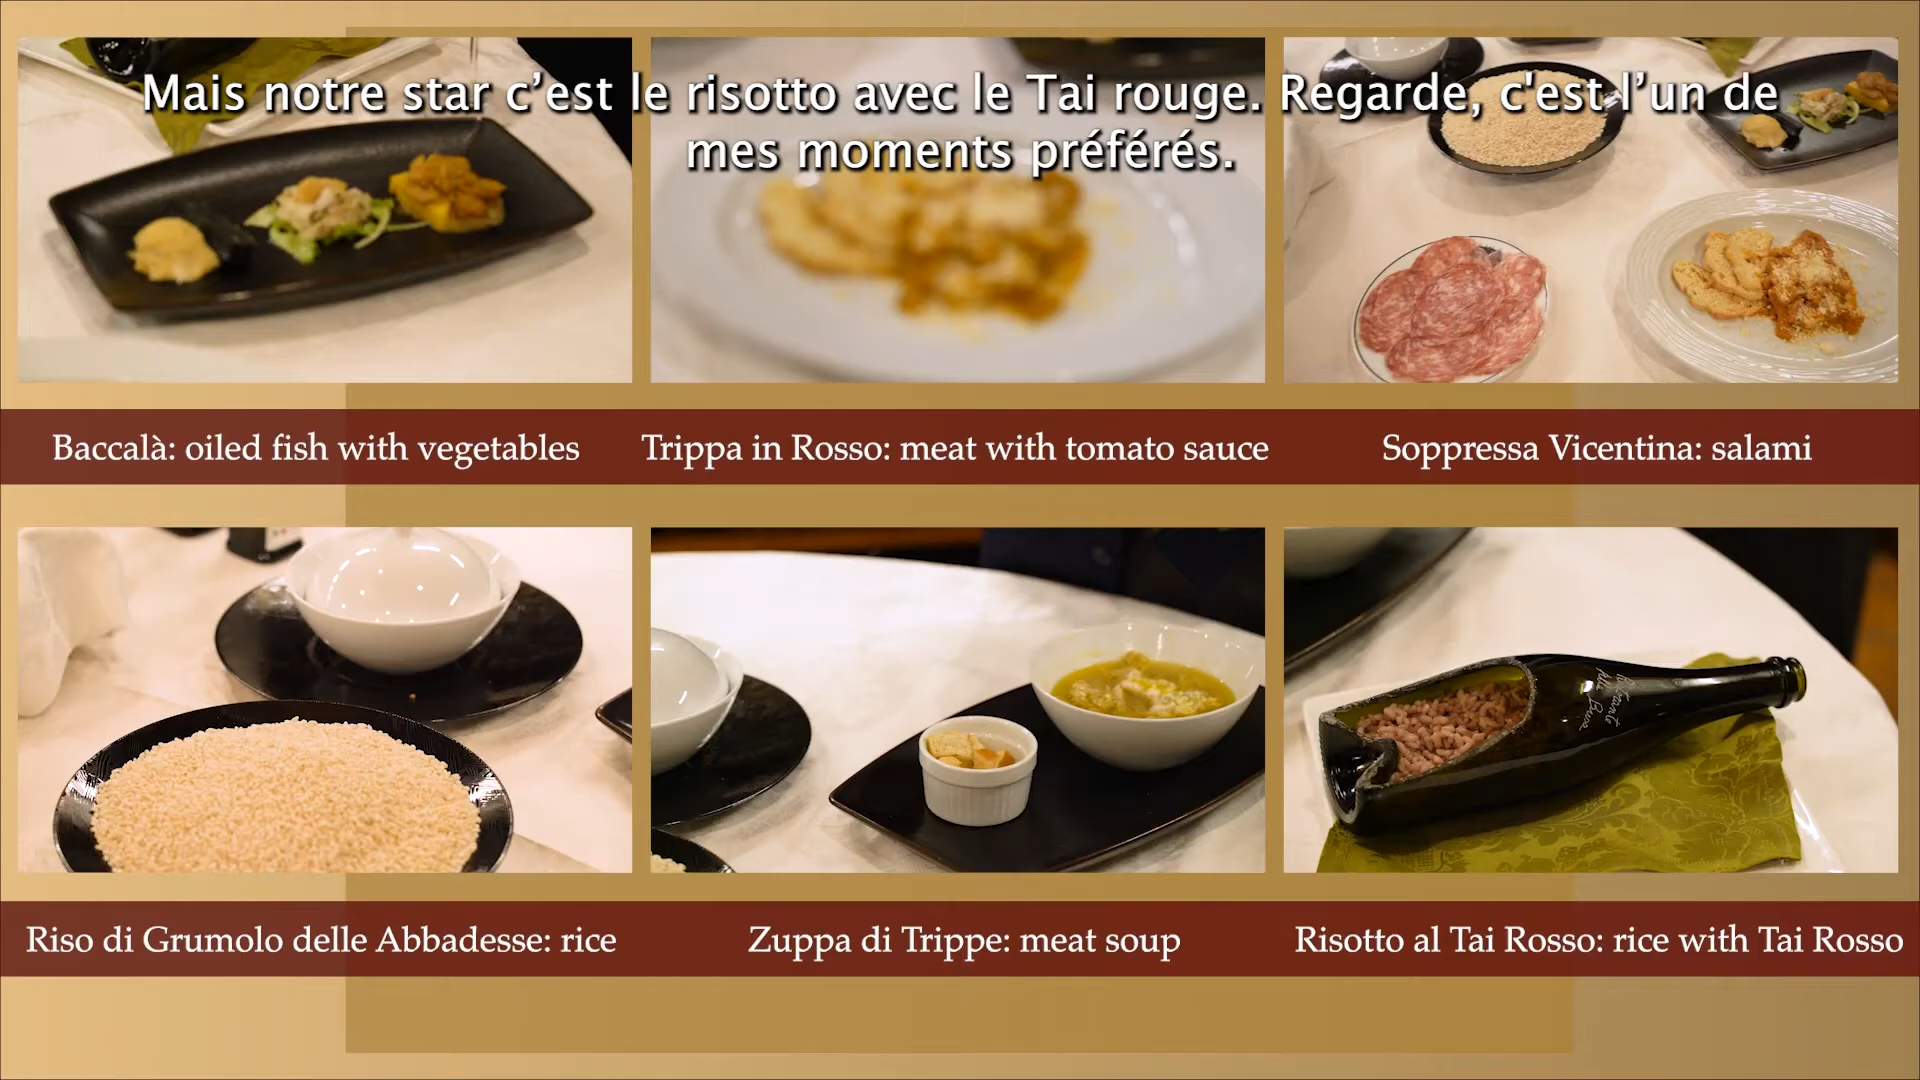 Mais notre star c’est le risotto avec le Tai rouge. Regarde, c'est l’un de
mes moments préférés.
Baccalà: oiled fish with vegetables
Trippa in Rosso: meat with tomato sauce
Soppressa Vicentina: salami
Riso di Grumolo delle Abbadesse: rice
Zuppa di Trippe: meat soup
Risotto al Tai Rosso: rice with Tai Rosso